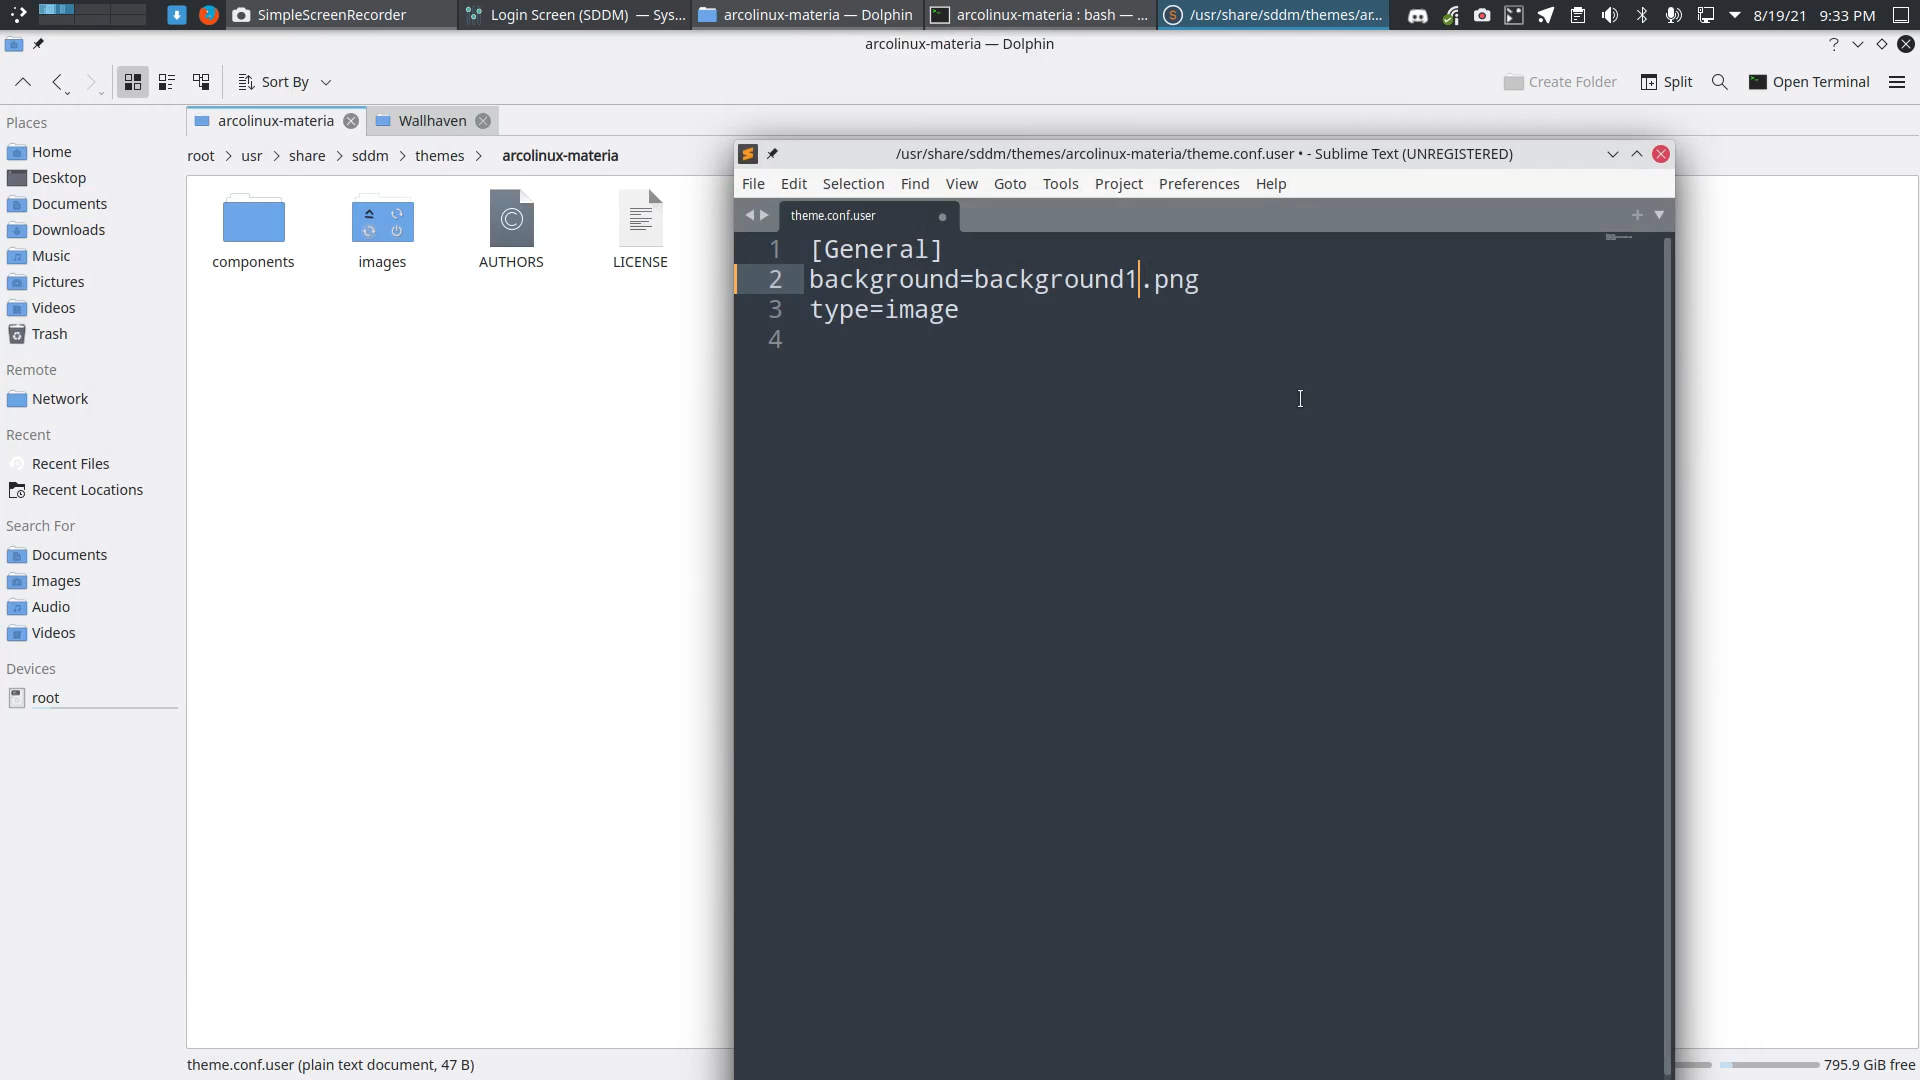 SimpleScreenRecorder
Login Screen (SDDM) — Sys...
arcolinux-materia — Dolphin
arcolinux-materia : bash — ...
/usr/share/sddm/themes/ar...
8/19/21
9:33 PM
arcolinux-materia — Dolphin
Sort By
Create Folder
Split
Open Terminal
Places
arcolinux-materia
Wallhaven
root > usr > share > sddm > themes > arcolinux-materia
Home
Desktop
Documents
Downloads
Music
Pictures
Videos
Trash
Remote
Network
Recent
Recent Files
Recent Locations
Search For
Documents
Images
Audio
Videos
Devices
root
components
images
AUTHORS
LICENSE
/usr/share/sddm/themes/arcolinux-materia/theme.conf.user • - Sublime Text (UNREGISTERED)
File Edit Selection Find View Goto Tools Project Preferences Help
theme.conf.user
1 [General]
2 background=background1.png
3 type=image
4
theme.conf.user (plain text document, 47 B)
795.9 GiB free